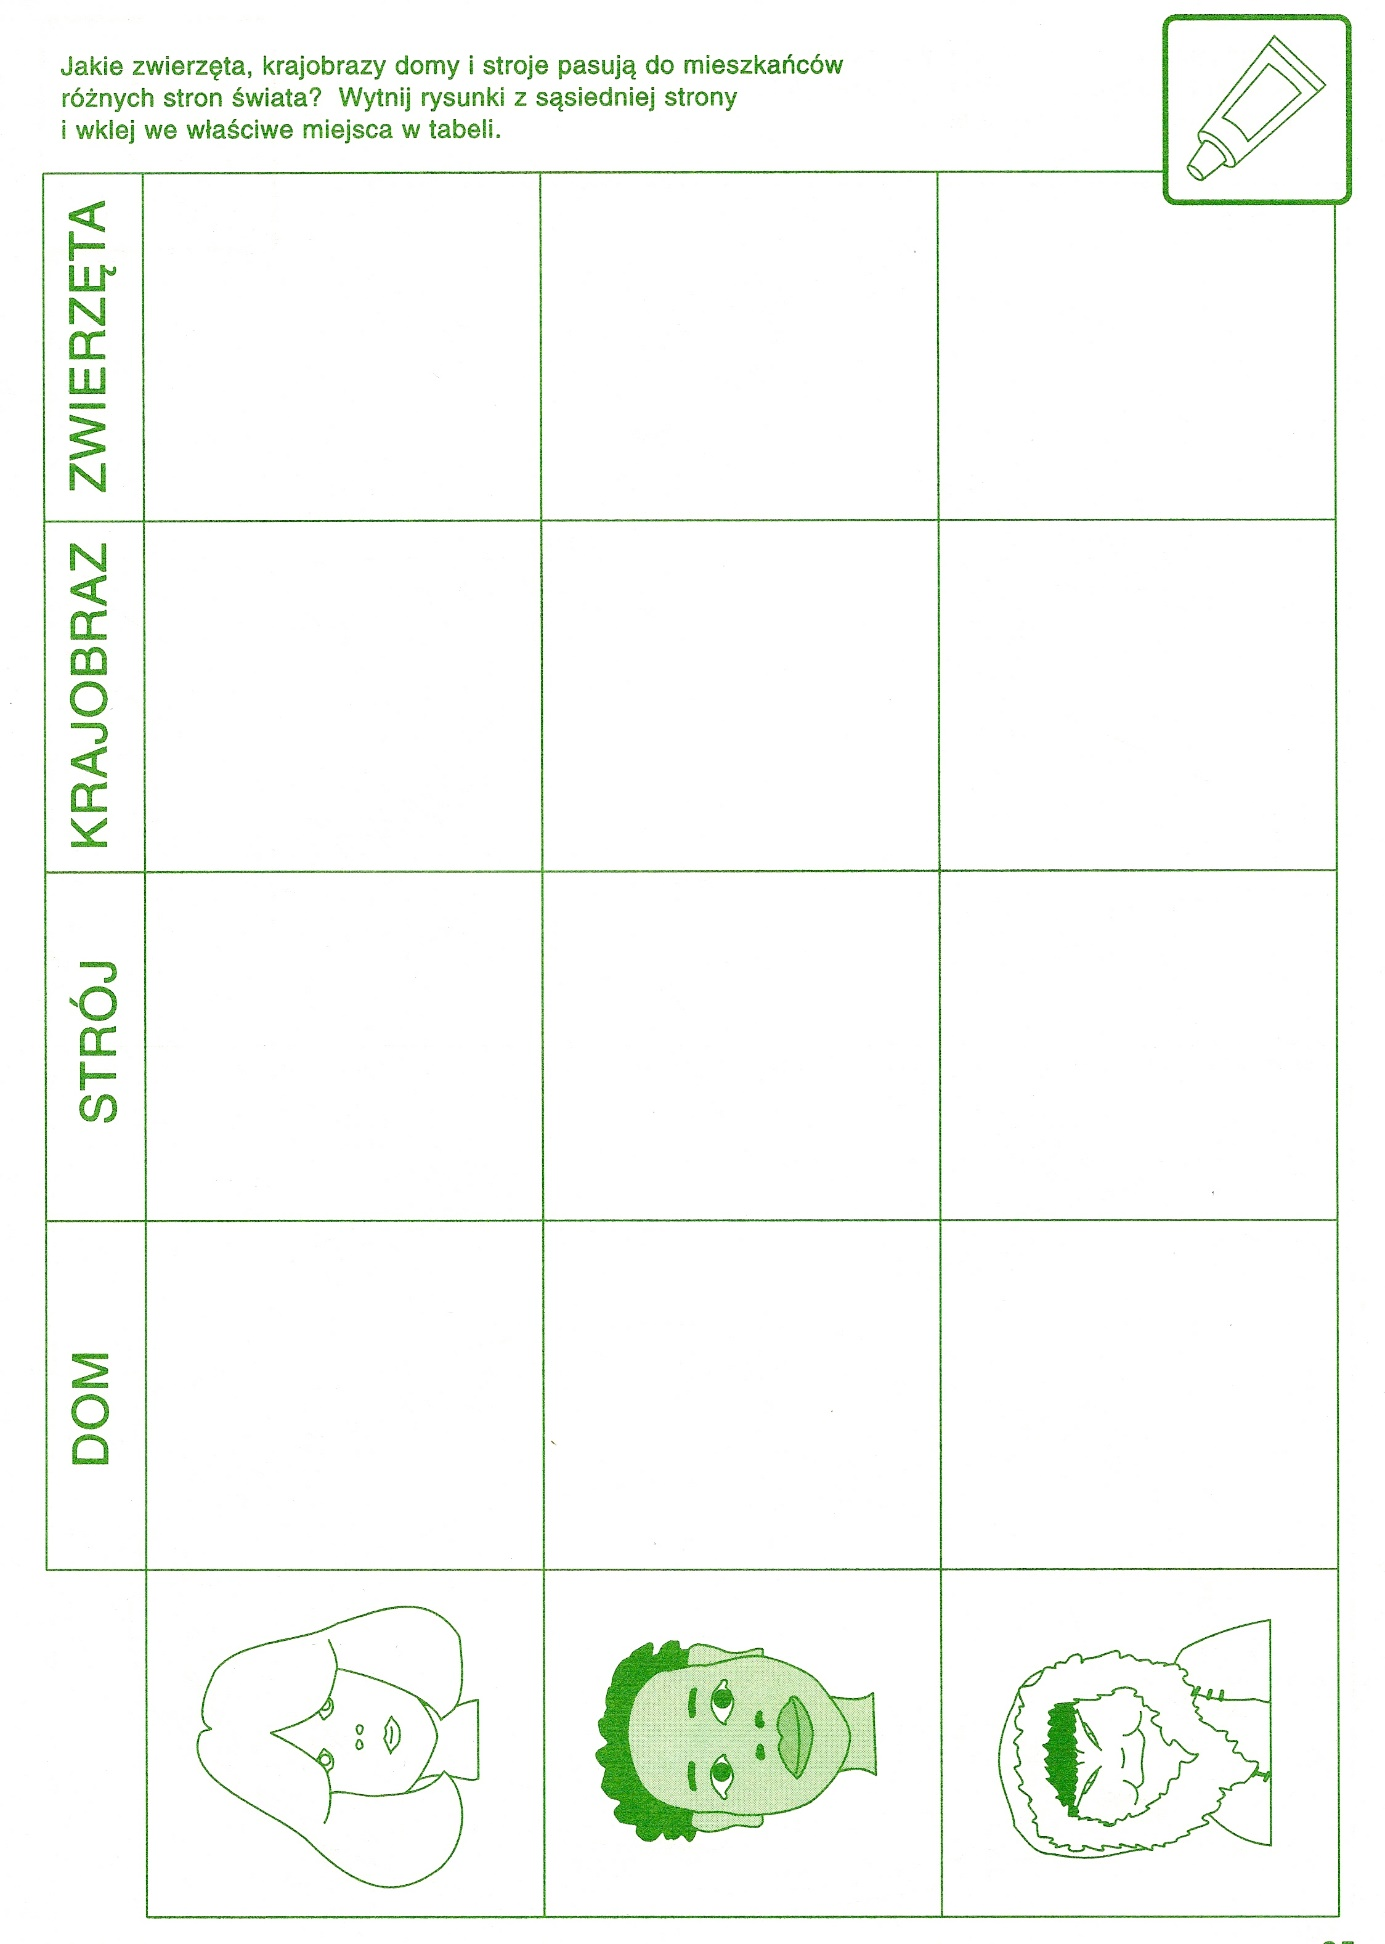 Jakie zwierzęta, krajobrazy domy i stroje pasują do mieszkańców
różnych stron świata? Wytnij rysunki z sąsiedniej strony
i wklej we właściwe miejsca w tabeli.
ZWIERZĘTA
KRAJOBRAZ
STRÓJ
DOM